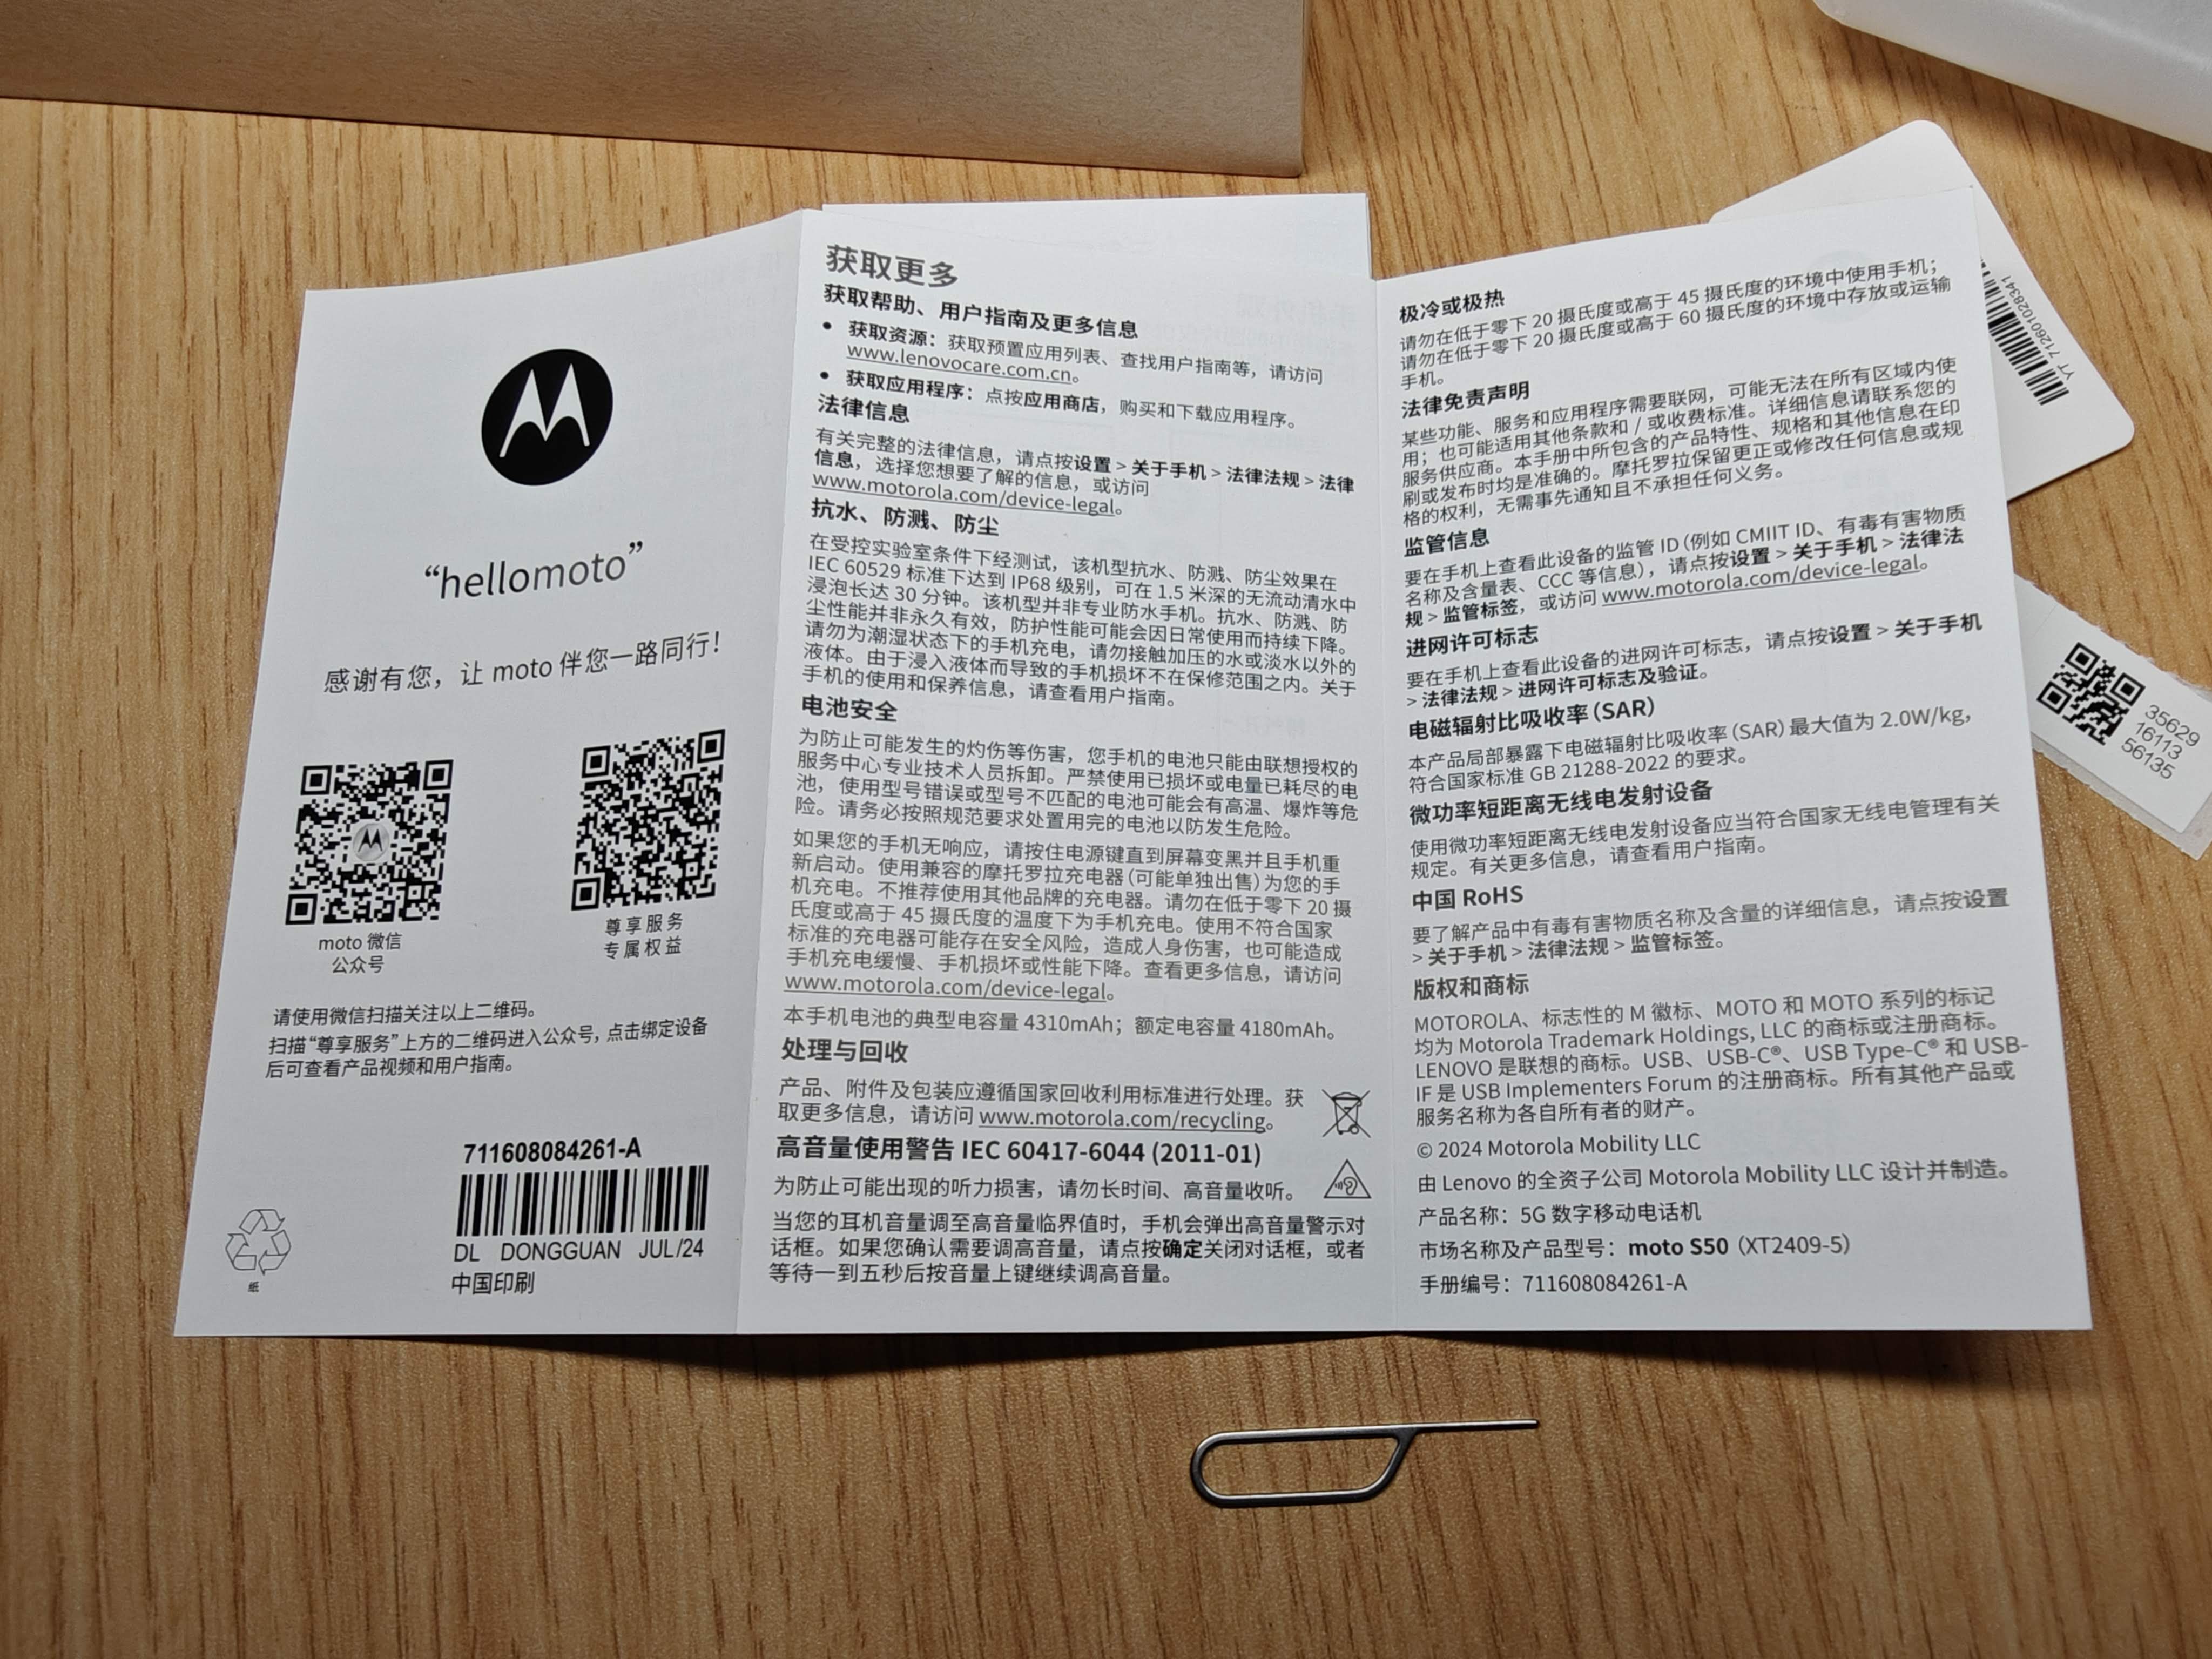 “hellomoto”
感谢有您，让 moto 伴您一路同行！
moto 微信
公众号
尊享服务
专属权益
请使用微信扫描关注以上二维码。
扫描“尊享服务”上方的二维码进入公众号，点击绑定设备
后可查看产品视频和用户指南。
711608084261-A
DL DONGGUAN JUL/24
中国印刷
纸
获取更多
获取帮助、用户指南及更多信息
• 获取资源：获取预置应用列表、查找用户指南等，请访问
www.lenovocare.com.cn。
• 获取应用程序：点按应用商店，购买和下载应用程序。
法律信息
有关完整的法律信息，请点按设置 > 关于手机 > 法律法规 > 法律
信息，选择您想要了解的信息，或访问
www.motorola.com/device-legal。
抗水、防溅、防尘
在受控实验室条件下经测试，该机型抗水、防溅、防尘效果在
IEC 60529 标准下达到 IP68 级别，可在 1.5 米深的无流动清水中
浸泡长达 30 分钟。该机型并非专业防水手机。抗水、防溅、防
尘性能并非永久有效，防护性能可能会因日常使用而持续下降。
请勿为潮湿状态下的手机充电，请勿接触加压的水或淡水以外的
液体。由于浸入液体而导致的手机损坏不在保修范围之内。关于
手机的使用和保养信息，请查看用户指南。
电池安全
为防止可能发生的灼伤等伤害，您手机的电池只能由联想授权的
服务中心专业技术人员拆卸。严禁使用已损坏或电量已耗尽的电
池，使用型号错误或型号不匹配的电池可能会有高温、爆炸等危
险。请务必按照规范要求处置用完的电池以防发生危险。
如果您的手机无响应，请按住电源键直到屏幕变黑并且手机重
新启动。使用兼容的摩托罗拉充电器（可能单独出售）为您的手
机充电。不推荐使用其他品牌的充电器。请勿在低于零下 20 摄
氏度或高于 45 摄氏度的温度下为手机充电。使用不符合国家
标准的充电器可能存在安全风险，造成人身伤害，也可能造成
手机充电缓慢、手机损坏或性能下降。查看更多信息，请访问
www.motorola.com/device-legal。
本手机电池的典型电容量 4310mAh；额定电容量 4180mAh。
处理与回收
产品、附件及包装应遵循国家回收利用标准进行处理。获
取更多信息，请访问 www.motorola.com/recycling。
高音量使用警告 IEC 60417-6044 (2011-01)
为防止可能出现的听力损害，请勿长时间、高音量收听。
当您的耳机音量调至高音量临界值时，手机会弹出高音量警示对
话框。如果您确认需要调高音量，请点按确定关闭对话框，或者
等待一到五秒后按音量上键继续调高音量。
极冷或极热
请勿在低于零下 20 摄氏度或高于 45 摄氏度的环境中使用手机；
请勿在低于零下 20 摄氏度或高于 60 摄氏度的环境中存放或运输
手机。
法律免责声明
某些功能、服务和应用程序需要联网，可能无法在所有区域内使
用；也可能适用其他条款和 / 或收费标准。详细信息请联系您的
服务供应商。本手册中所包含的产品特性、规格和其他信息在印
刷或发布时均是准确的。摩托罗拉保留更正或修改任何信息或规
格的权利，无需事先通知且不承担任何义务。
监管信息
要在手机上查看此设备的监管 ID（例如 CMIIT ID、有毒有害物质
名称及含量表、CCC 等信息），请点按设置 > 关于手机 > 法律法
规 > 监管标签，或访问 www.motorola.com/device-legal。
进网许可标志
要在手机上查看此设备的进网许可标志，请点按设置 > 关于手机
> 法律法规 > 进网许可标志及验证。
电磁辐射比吸收率（SAR）
本产品局部暴露下电磁辐射比吸收率（SAR）最大值为 2.0W/kg，
符合国家标准 GB 21288-2022 的要求。
微功率短距离无线电发射设备
使用微功率短距离无线电发射设备应当符合国家无线电管理有关
规定。有关更多信息，请查看用户指南。
中国 RoHS
要了解产品中有毒有害物质名称及含量的详细信息，请点按设置
> 关于手机 > 法律法规 > 监管标签。
版权和商标
MOTOROLA、标志性的 M 徽标、MOTO 和 MOTO 系列的标记
均为 Motorola Trademark Holdings, LLC 的商标或注册商标。
LENOVO 是联想的商标。USB、USB-C®、USB Type-C® 和 USB-
IF 是 USB Implementers Forum 的注册商标。所有其他产品或
服务名称为各自所有者的财产。
© 2024 Motorola Mobility LLC
由 Lenovo 的全资子公司 Motorola Mobility LLC 设计并制造。
产品名称：5G 数字移动电话机
市场名称及产品型号：moto S50（XT2409-5）
手册编号：711608084261-A
YT 712601028341
35629
16113
56135